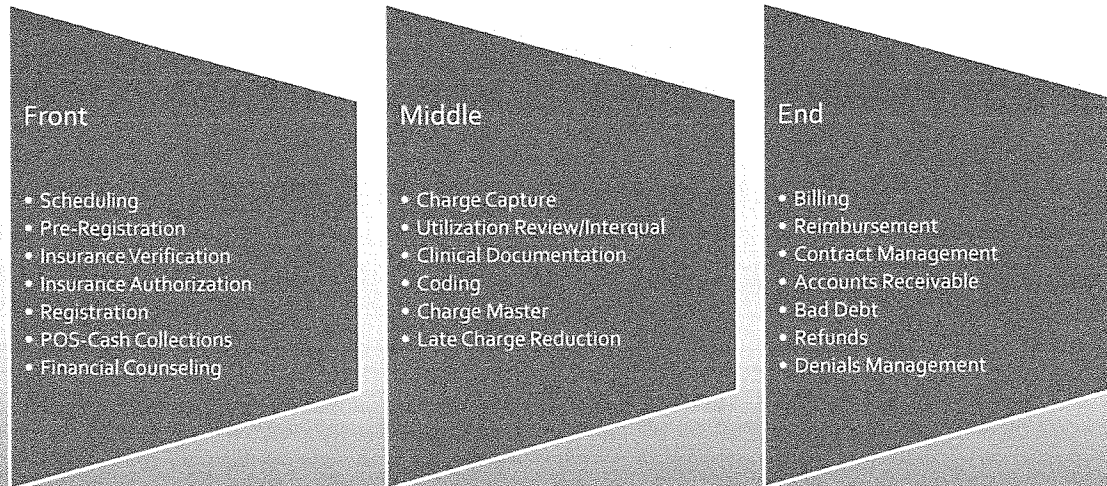 Front
• Scheduling
• Pre-Registration
• Insurance Verification
• Insurance Authorization
• Registration
• POS-Cash Collections
• Financial Counseling
Middle
• Charge Capture
• Utilization Review/Interqual
• Clinical Documentation
• Coding
• Charge Master
• Late Charge Reduction
End
• Billing
• Reimbursement
• Contract Management
• Accounts Receivable
• Bad Debt
• Refunds
• Denials Management